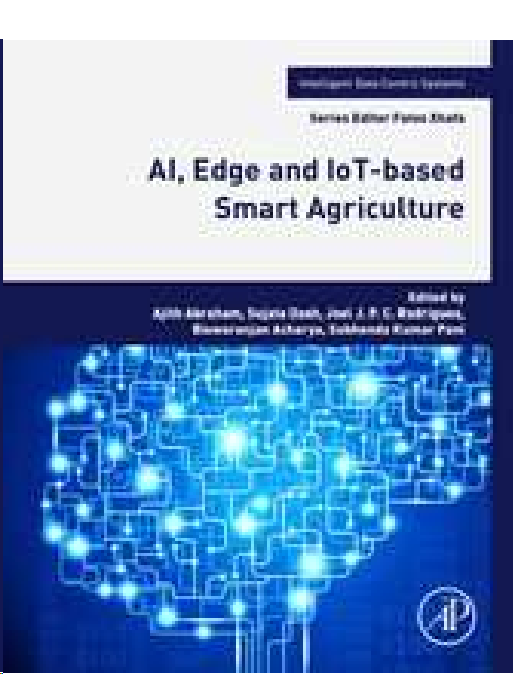 Intelligent Data-Centric Systems
Series Editor Fatos Xhafa
AI, Edge and IoT-based
Smart Agriculture
Edited by
Ajith Abraham, Sujata Dash, Joel J. P. C. Rodrigues,
Biswaranjan Acharya, Subhendu Kumar Pani
AP